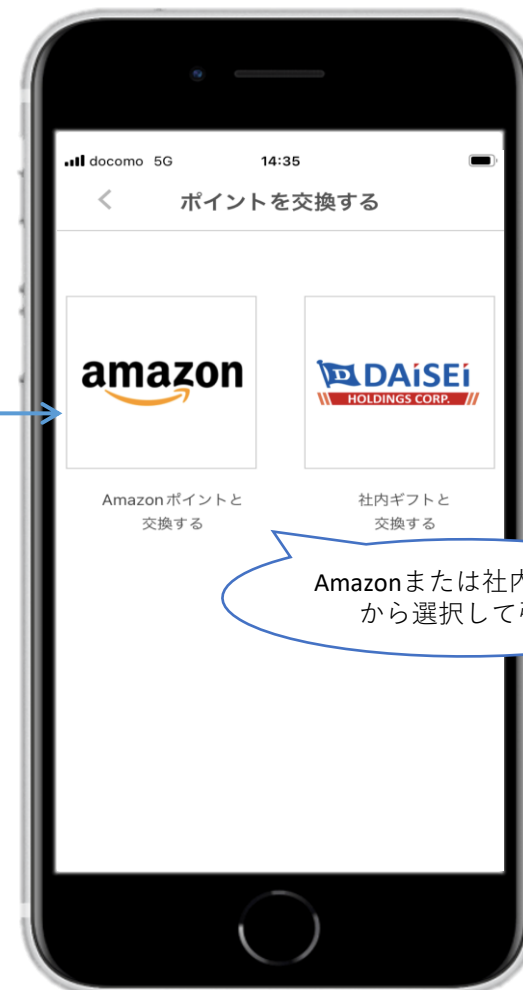 docomo 5G 14:35
ポイントを交換する
amazon
D DAiSEi
HOLDINGS CORP.
Amazonポイントと
交換する
社内ギフトと
交換する
Amazonまたは社内
から選択して